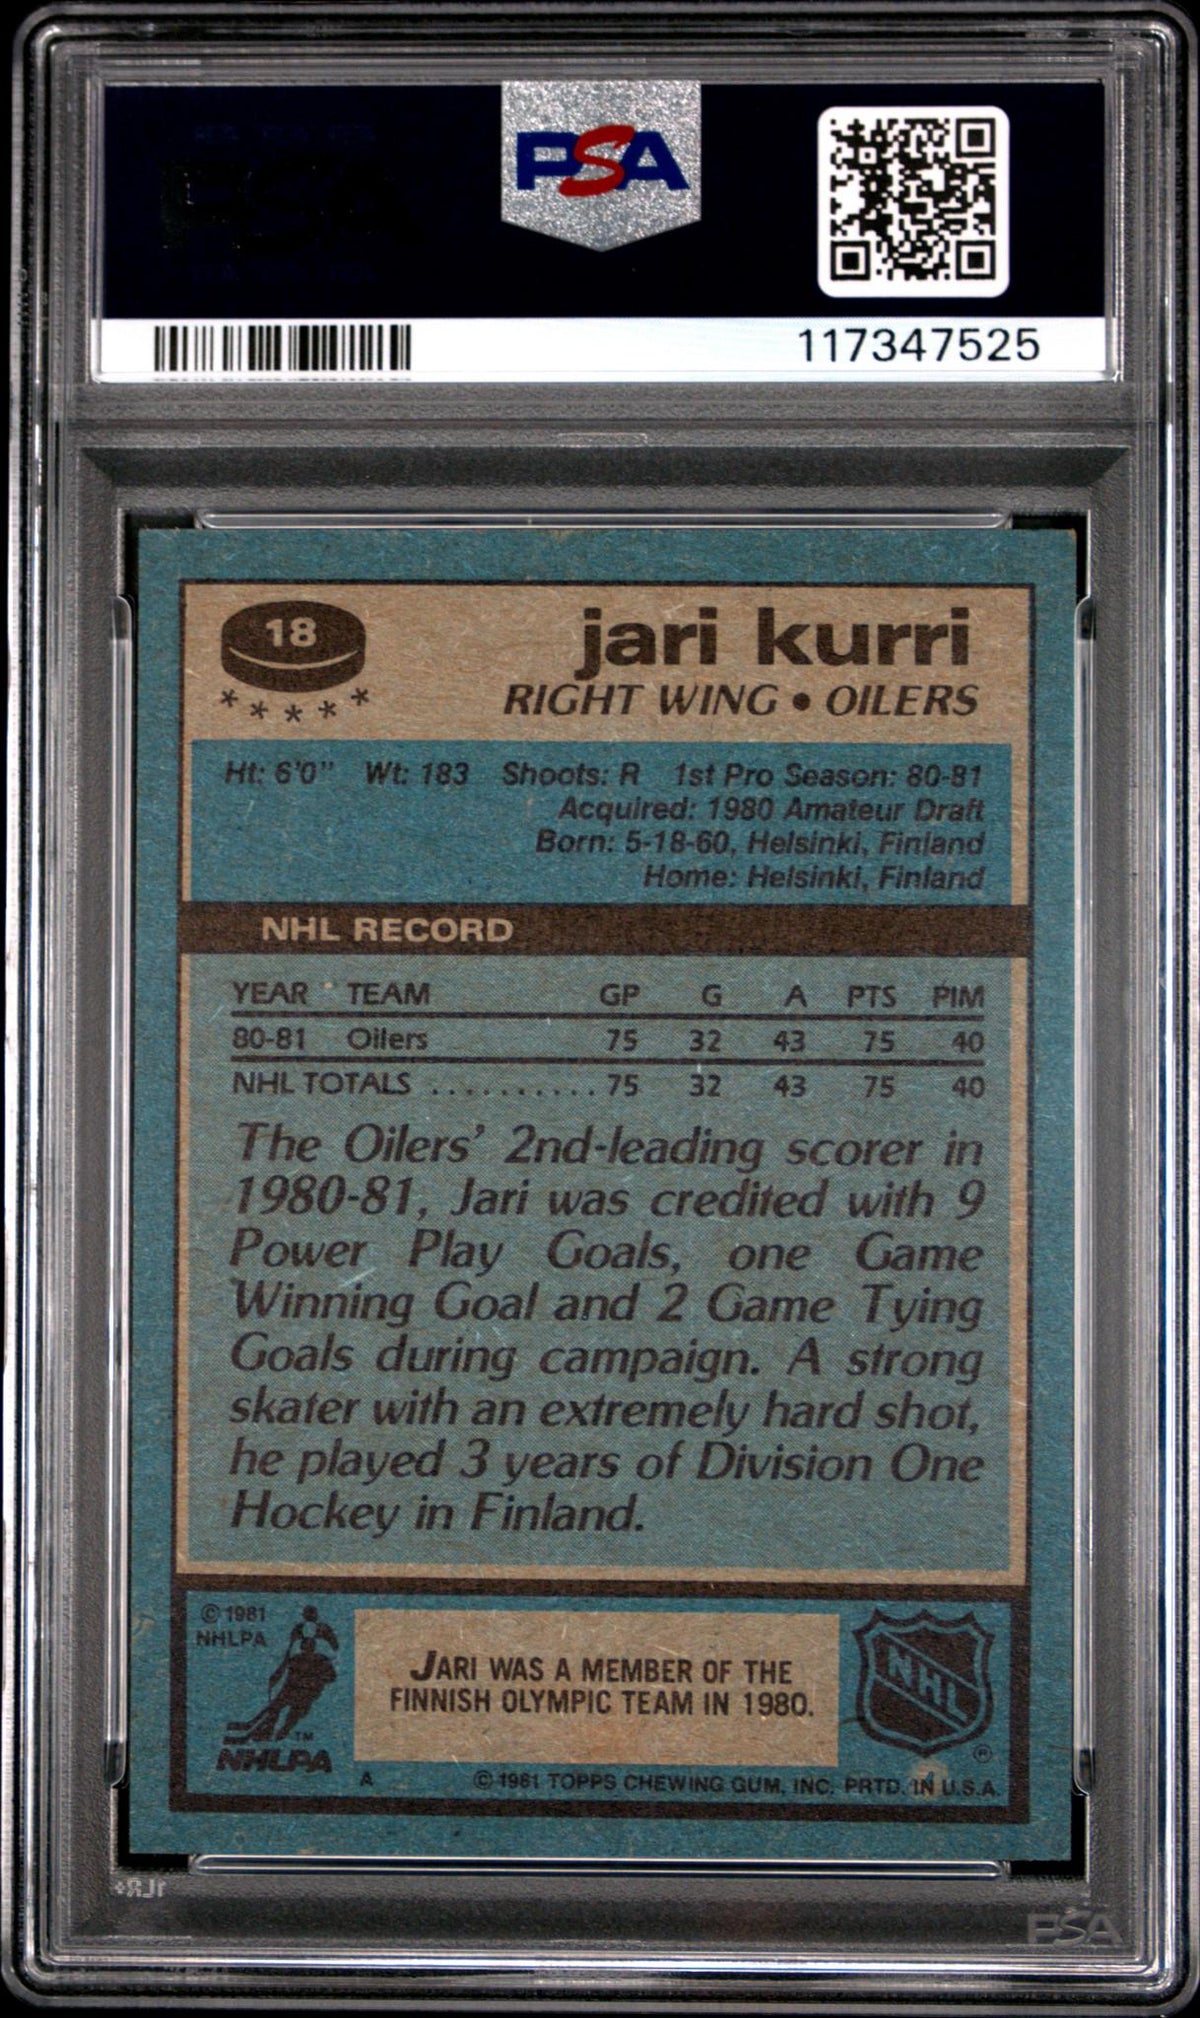 PSA
117347525
18
jari kurri
RIGHT WING • OILERS
Ht: 6'0" Wt: 183 Shoots: R 1st Pro Season: 80-81
Acquired: 1980 Amateur Draft
Born: 5-18-60, Helsinki, Finland
Home: Helsinki, Finland
NHL RECORD
YEAR TEAM GP G A PTS PIM
80-81 Oilers 75 32 43 75 40
NHL TOTALS .......... 75 32 43 75 40
The Oilers' 2nd-leading scorer in
1980-81, Jari was credited with 9
Power Play Goals, one Game
Winning Goal and 2 Game Tying
Goals during campaign. A strong
skater with an extremely hard shot,
he played 3 years of Division One
Hockey in Finland.
© 1981
NHLPA
JARI WAS A MEMBER OF THE
FINNISH OLYMPIC TEAM IN 1980.
NHL
®
TM
NHLPA
A © 1981 TOPPS CHEWING GUM, INC. PRTD. IN U.S.A.
PSA